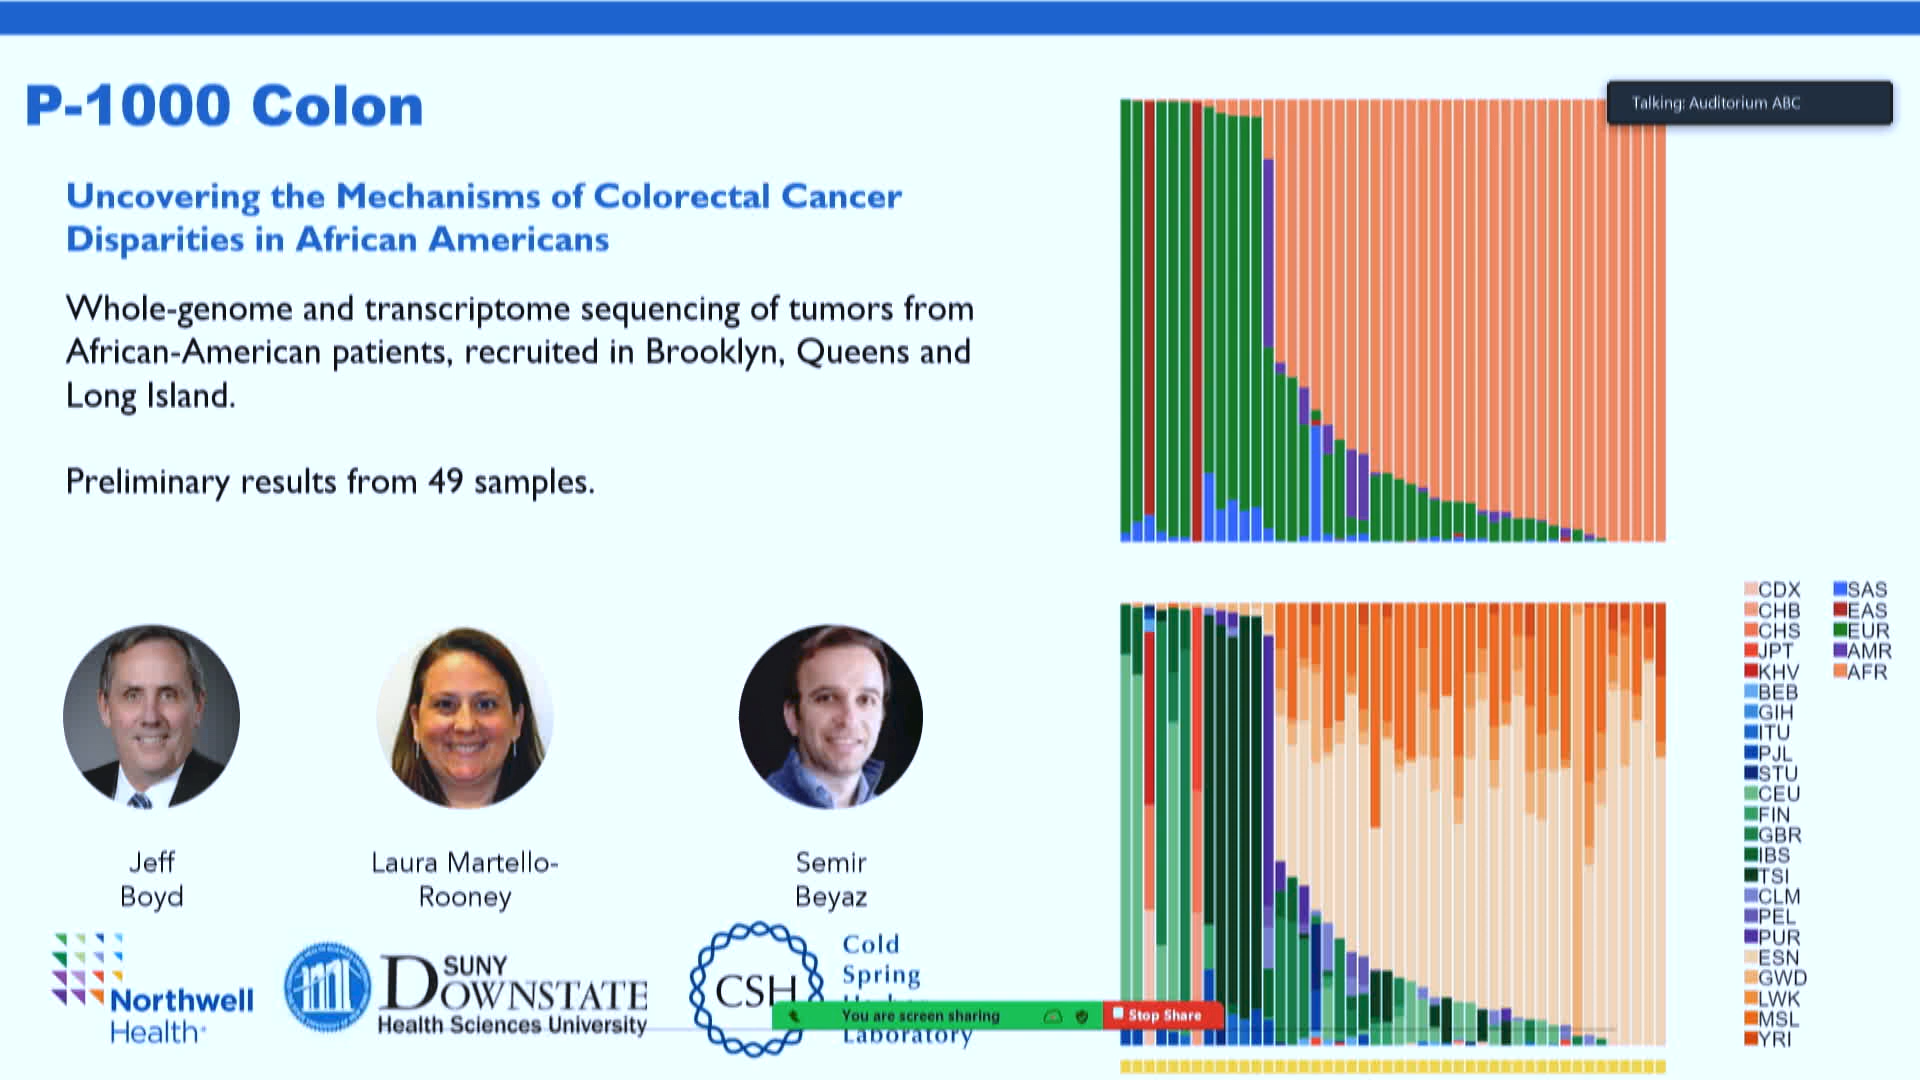 P-1000 Colon
Talking: Auditorium ABC
Uncovering the Mechanisms of Colorectal Cancer
Disparities in African Americans
Whole-genome and transcriptome sequencing of tumors from
African-American patients, recruited in Brooklyn, Queens and
Long Island.
Preliminary results from 49 samples.
Jeff
Boyd
Laura Martello-
Rooney
Semir
Beyaz
Northwell
Health
SUNY
DOWNSTATE
Health Sciences University
CSH
Cold
Spring
Laboratory
You are screen sharing
Stop Share
CDX
CHB
CHS
JPT
KHV
BEB
GIH
ITU
PJL
STU
CEU
FIN
GBR
IBS
TSI
CLM
PEL
PUR
ESN
GWD
LWK
MSL
YRI
SAS
EAS
EUR
AMR
AFR